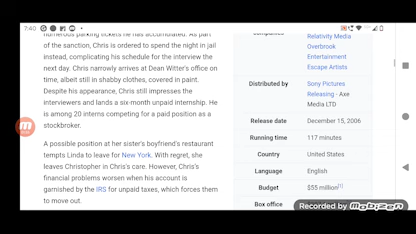 7:40
numerous parking tickets he has accumulated. As part
of the sanction, Chris is ordered to spend the night in jail
instead, complicating his schedule for the interview the
next day. Chris narrowly arrives at Dean Witter's office on
time, albeit still in shabby clothes, covered in paint.
Despite his appearance, Chris still impresses the
interviewers and lands a six-month unpaid internship. He
is among 20 interns competing for a paid position as a
stockbroker.
A possible position at her sister's boyfriend's restaurant
tempts Linda to leave for New York. With regret, she
leaves Christopher in Chris's care. However, Chris's
financial problems worsen when his account is
garnished by the IRS for unpaid taxes, which forces them
to move out.
companies
Relativity Media
Overbrook
Entertainment
Escape Artists
Distributed by
Sony Pictures
Releasing · Axe
Media LTD
Release date
December 15, 2006
Running time
117 minutes
Country
United States
Language
English
Budget
$55 million[1]
Box office
Recorded by Mobizen